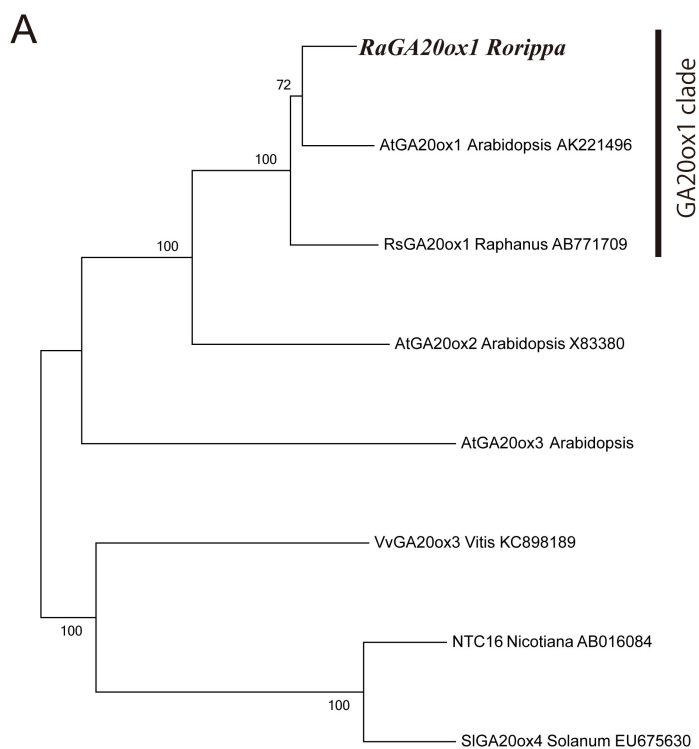 A
RaGA20ox1 Rorippa
72
AtGA20ox1 Arabidopsis AK221496
100
RsGA20ox1 Raphanus AB771709
GA20ox1 clade
100
AtGA20ox2 Arabidopsis X83380
AtGA20ox3 Arabidopsis
VvGA20ox3 Vitis KC898189
100
NTC16 Nicotiana AB016084
100
SlGA20ox4 Solanum EU675630